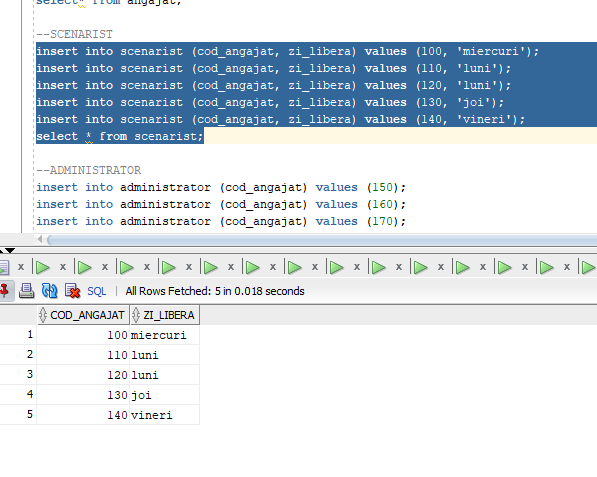 select* from angajat;
--SCENARIST
insert into scenarist (cod_angajat, zi_libera) values (100, 'miercuri');
insert into scenarist (cod_angajat, zi_libera) values (110, 'luni');
insert into scenarist (cod_angajat, zi_libera) values (120, 'luni');
insert into scenarist (cod_angajat, zi_libera) values (130, 'joi');
insert into scenarist (cod_angajat, zi_libera) values (140, 'vineri');
select * from scenarist;
--ADMINISTRATOR
insert into administrator (cod_angajat) values (150);
insert into administrator (cod_angajat) values (160);
insert into administrator (cod_angajat) values (170);
SQL | All Rows Fetched: 5 in 0.018 seconds
COD_ANGAJAT ZI_LIBERA
1 100 miercuri
2 110 luni
3 120 luni
4 130 joi
5 140 vineri